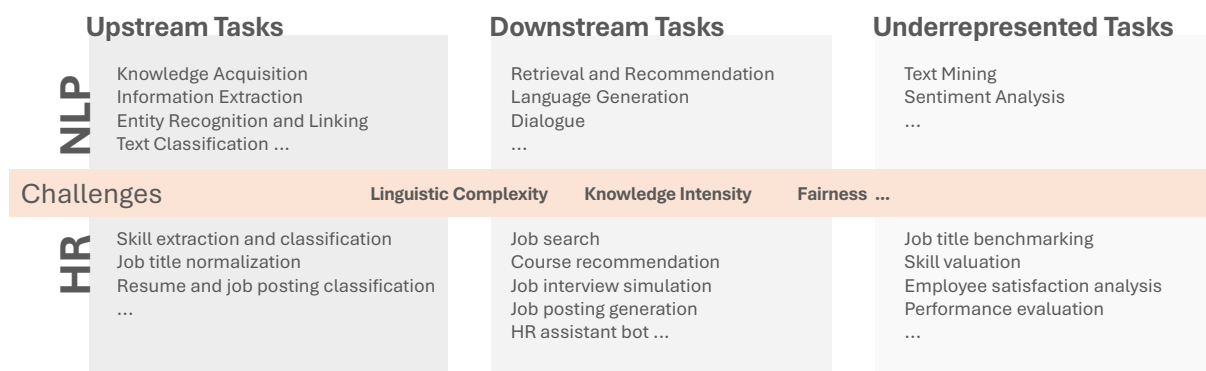 Upstream Tasks
Downstream Tasks
Underrepresented Tasks
NLP
Knowledge Acquisition
Information Extraction
Entity Recognition and Linking
Text Classification ...
Retrieval and Recommendation
Language Generation
Dialogue
...
Text Mining
Sentiment Analysis
...
Challenges
Linguistic Complexity
Knowledge Intensity
Fairness ...
HR
Skill extraction and classification
Job title normalization
Resume and job posting classification
...
Job search
Course recommendation
Job interview simulation
Job posting generation
HR assistant bot ...
Job title benchmarking
Skill valuation
Employee satisfaction analysis
Performance evaluation
...